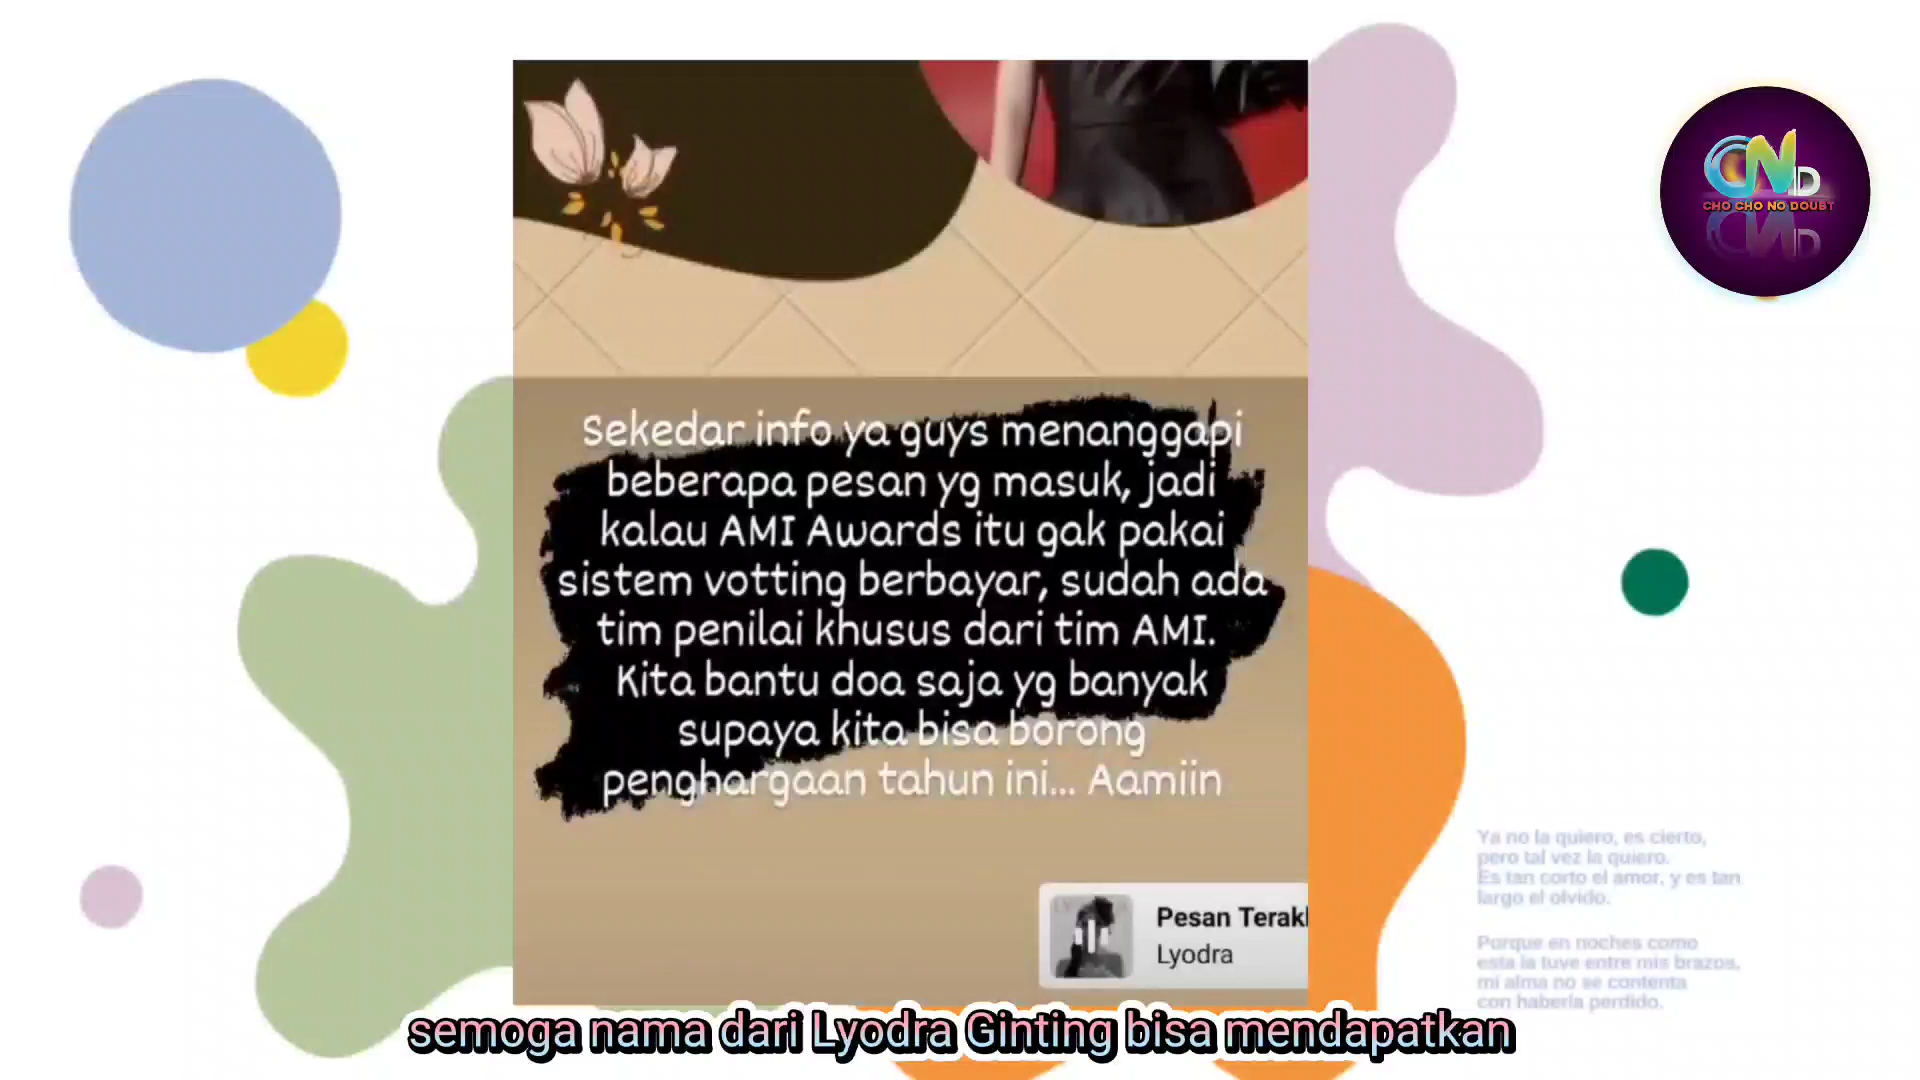 CND
CHO CHO NO DOUBT
Sekedar info ya guys menanggapi
beberapa pesan yg masuk, jadi
kalau AMI Awards itu gak pakai
sistem votting berbayar, sudah ada
tim penilai khusus dari tim AMI.
Kita bantu doa saja yg banyak
supaya kita bisa borong
penghargaan tahun ini... Aamiin
Pesan Terak
Lyodra
Ya no la quiero, es cierto,
pero tal vez la quiero.
Es tan corto el amor, y es tan
largo el olvido.
Porque en noches como
esta la tuve entre mis brazos,
mi alma no se contenta
con haberla perdido.
semoga nama dari Lyodra Ginting bisa mendapatkan